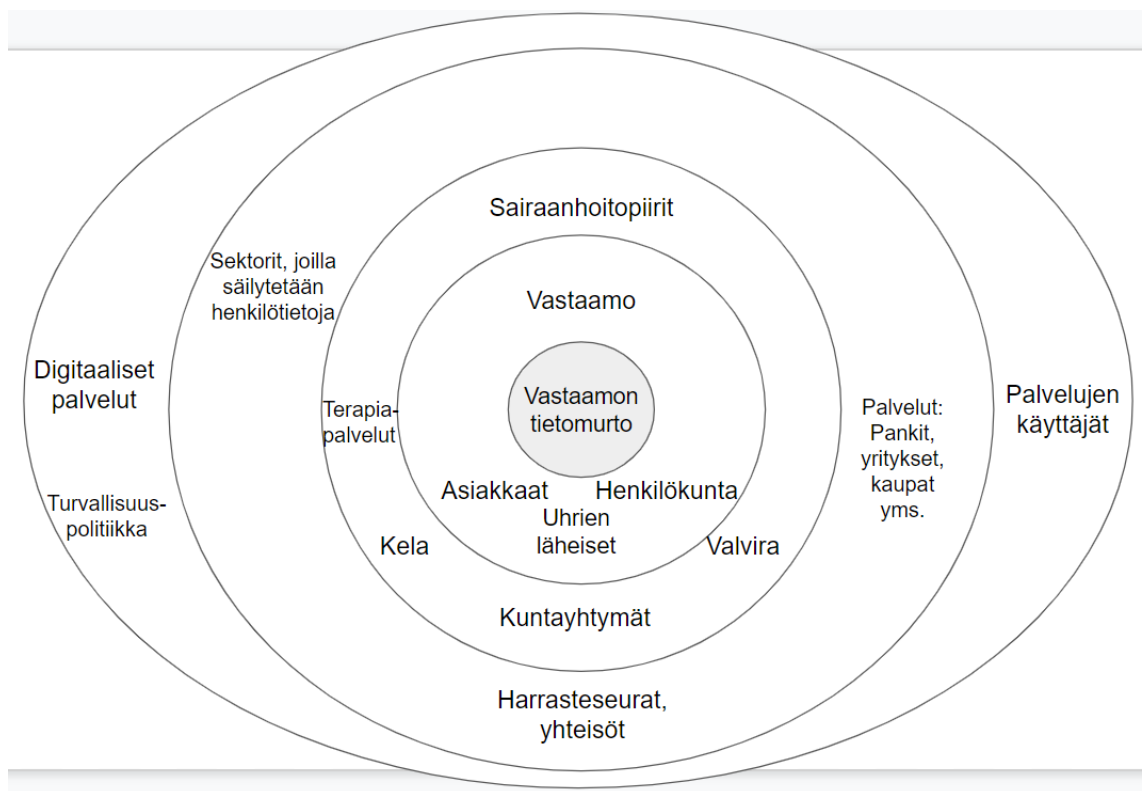 Sairaanhoitopiirit
Sektorit, joilla
säilytetään
henkilötietoja
Vastaamo
Digitaaliset
palvelut
Vastaamon
tietomurto
Terapia-
palvelut
Palvelut:
Pankit,
yritykset,
kaupat
yms.
Palvelujen
käyttäjät
Turvallisuus-
politiikka
Asiakkaat
Henkilökunta
Uhrien
läheiset
Kela
Valvira
Kuntayhtymät
Harrasteseurat,
yhteisöt